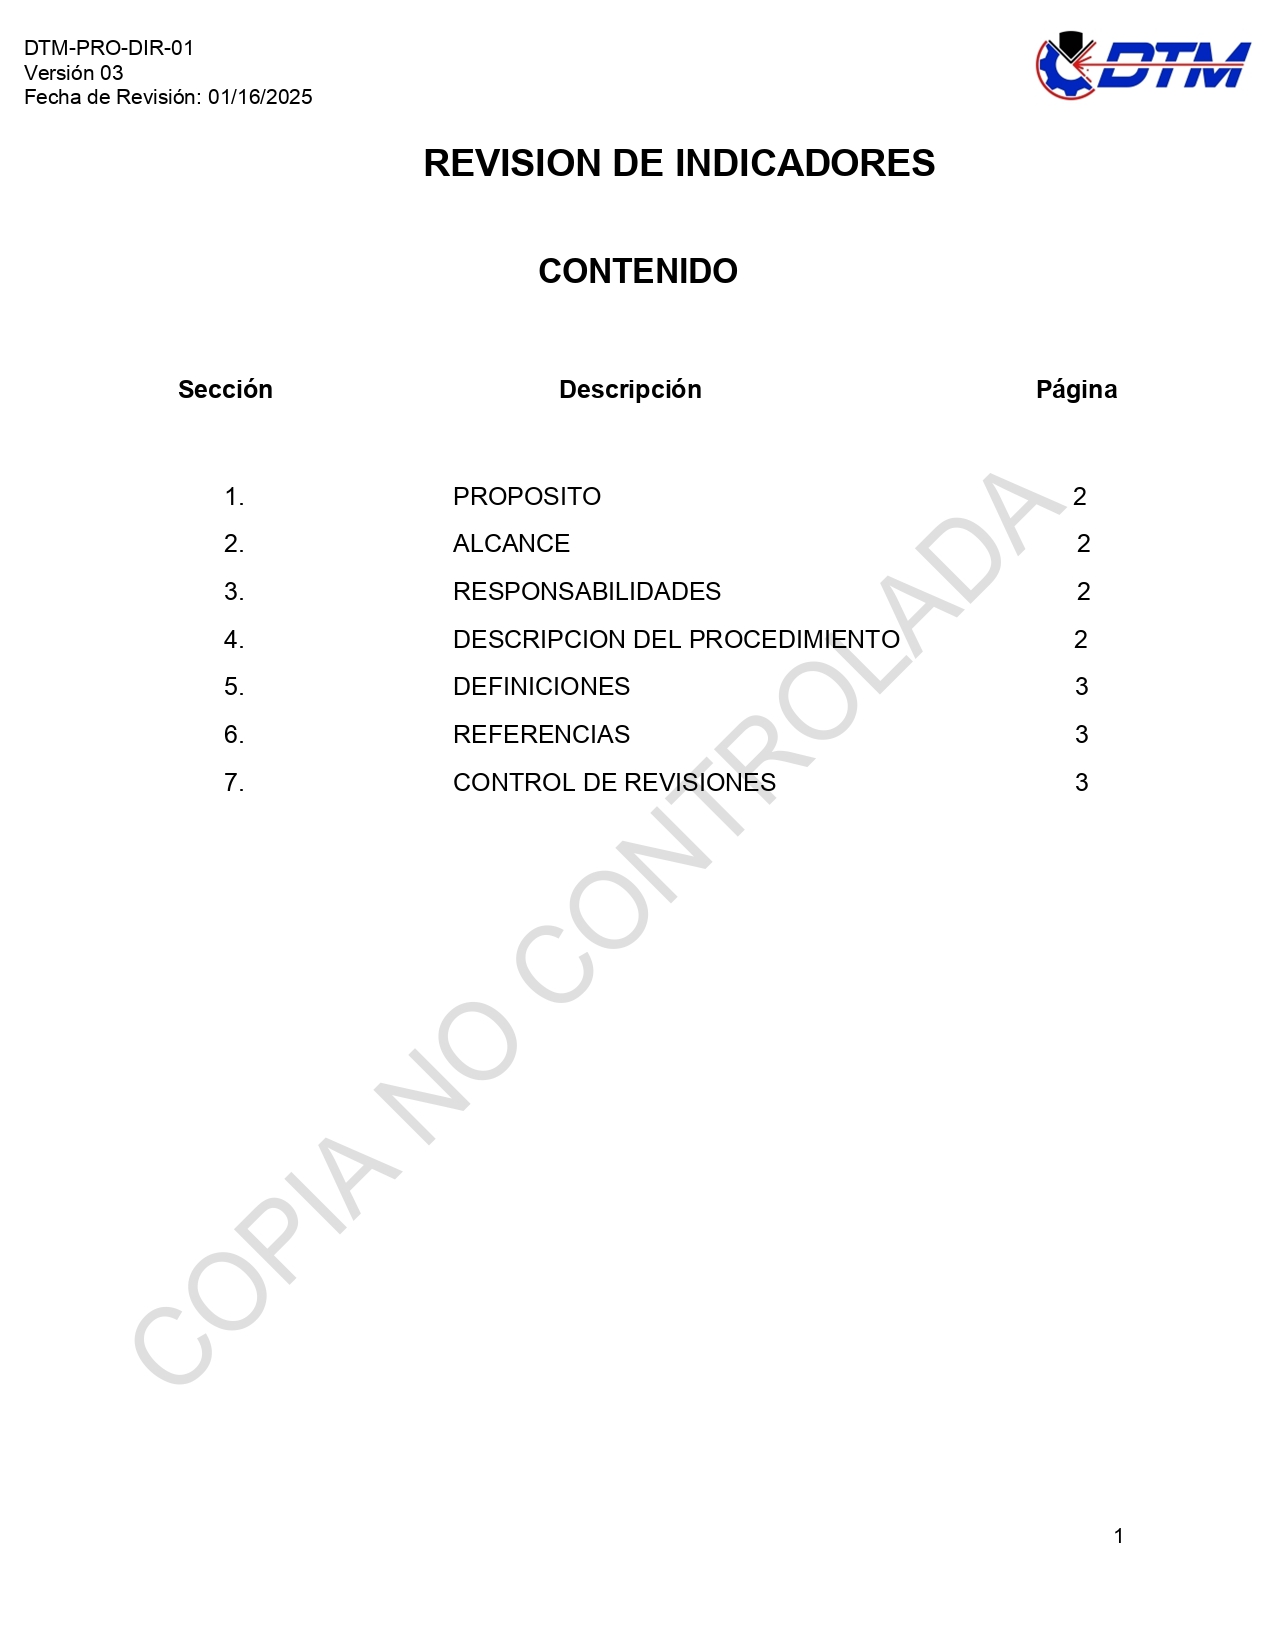 DTM-PRO-DIR-01
Versión 03
Fecha de Revisión: 01/16/2025
DTM
REVISION DE INDICADORES
CONTENIDO
Sección Descripción Página
1. PROPOSITO 2
2. ALCANCE 2
3. RESPONSABILIDADES 2
4. DESCRIPCION DEL PROCEDIMIENTO 2
5. DEFINICIONES 3
6. REFERENCIAS 3
7. CONTROL DE REVISIONES 3
COPIA NO CONTROLADA
1